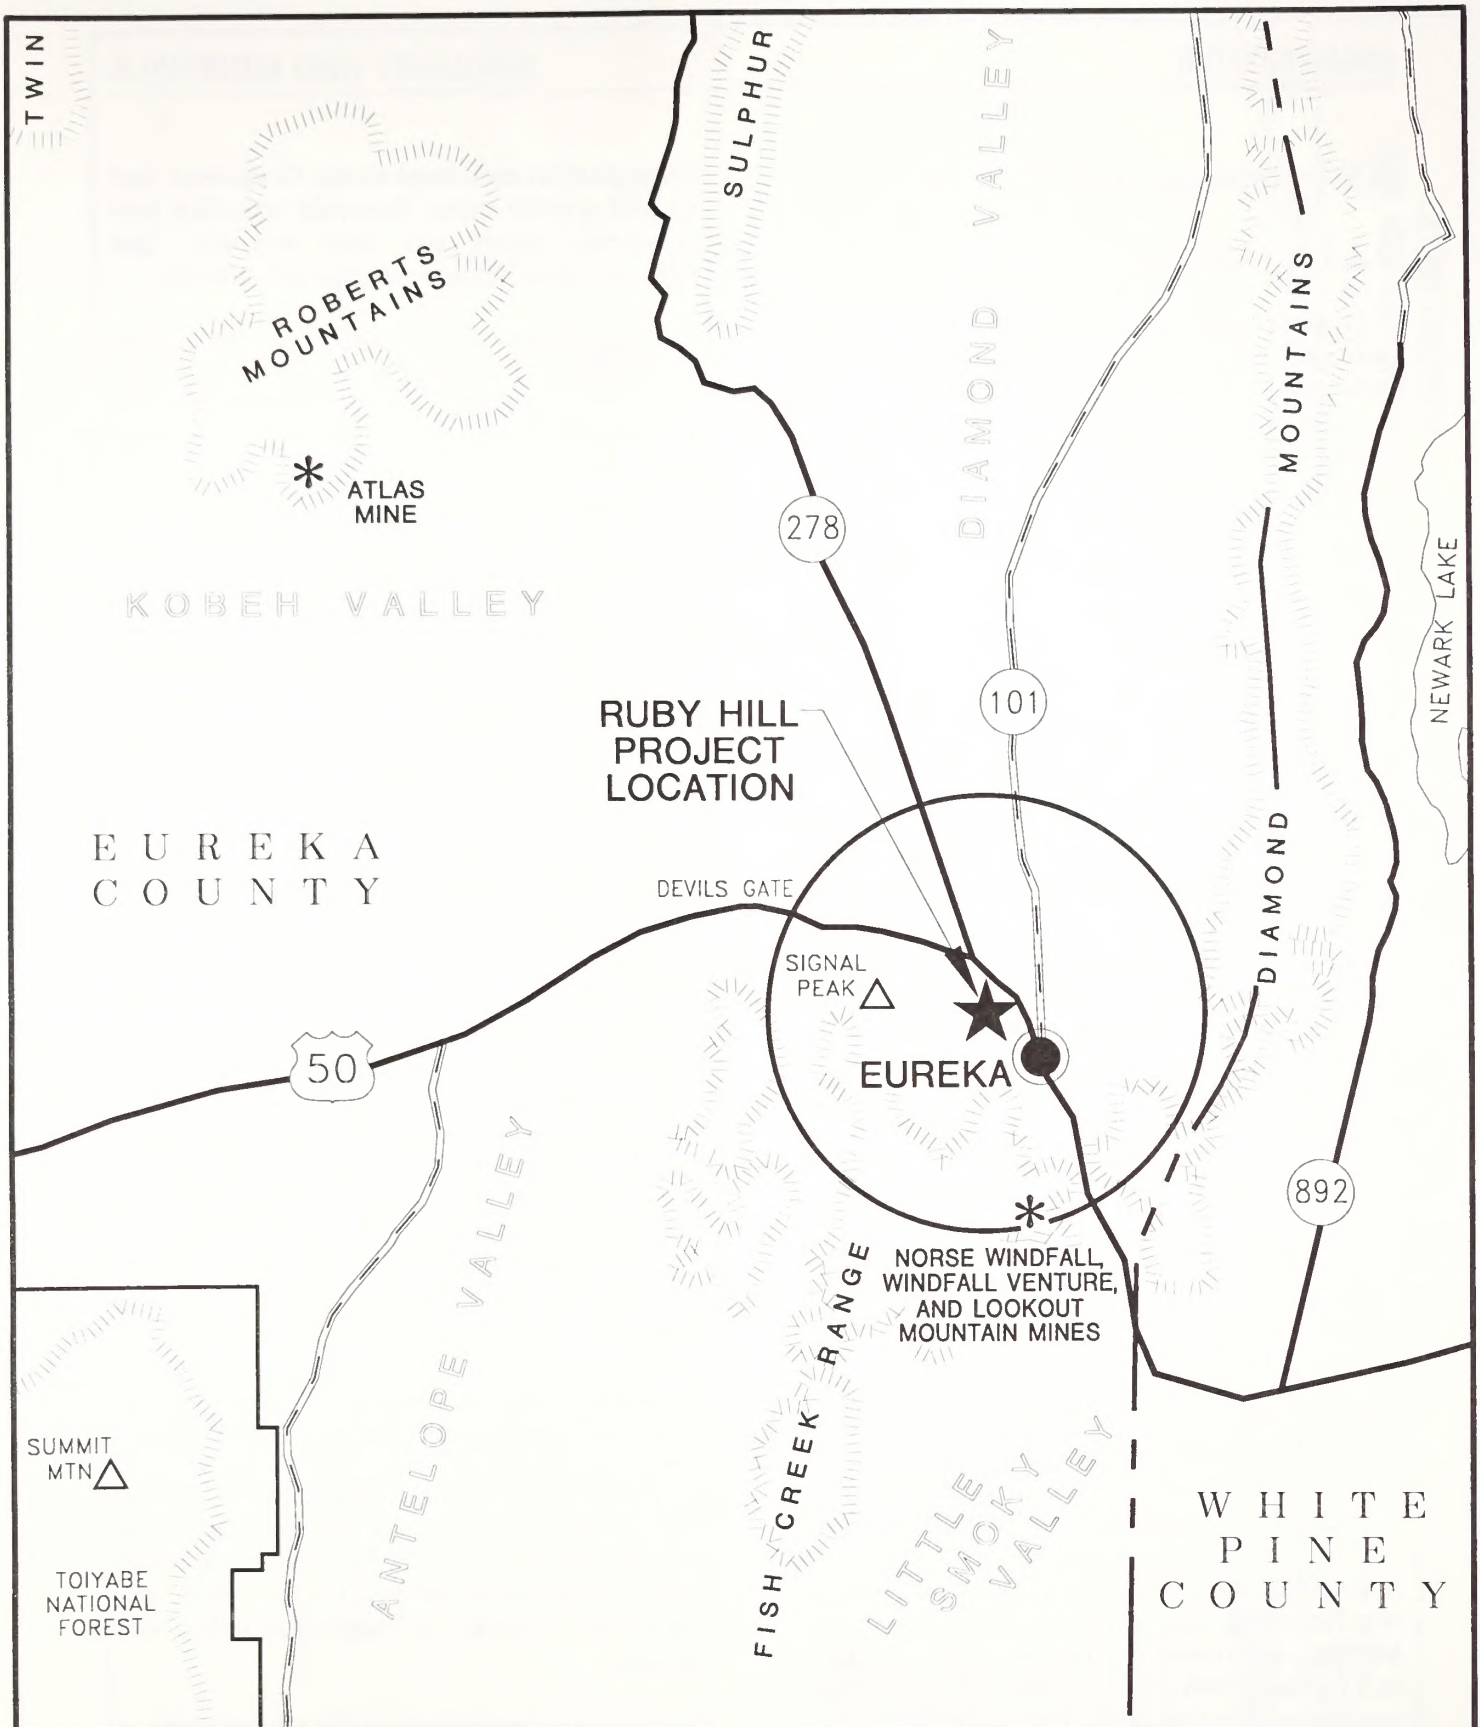 TWIN
SULPHUR
DIAMOND VALLEY
ROBERTS
MOUNTAINS
MOUNTAINS
ATLAS
MINE
278
KOBEH VALLEY
NEWARK LAKE
101
RUBY HILL
PROJECT
LOCATION
EUREKA
COUNTY
DIAMOND
DEVILS GATE
SIGNAL
PEAK
50
EUREKA
ANTELOPE VALLEY
892
NORSE WINDFALL,
WINDFALL VENTURE,
AND LOOKOUT
MOUNTAIN MINES
FISH CREEK RANGE
SUMMIT
MTN
LITTLE
SMOKY
VALLEY
WHITE
PINE
COUNTY
TOIYABE
NATIONAL
FOREST